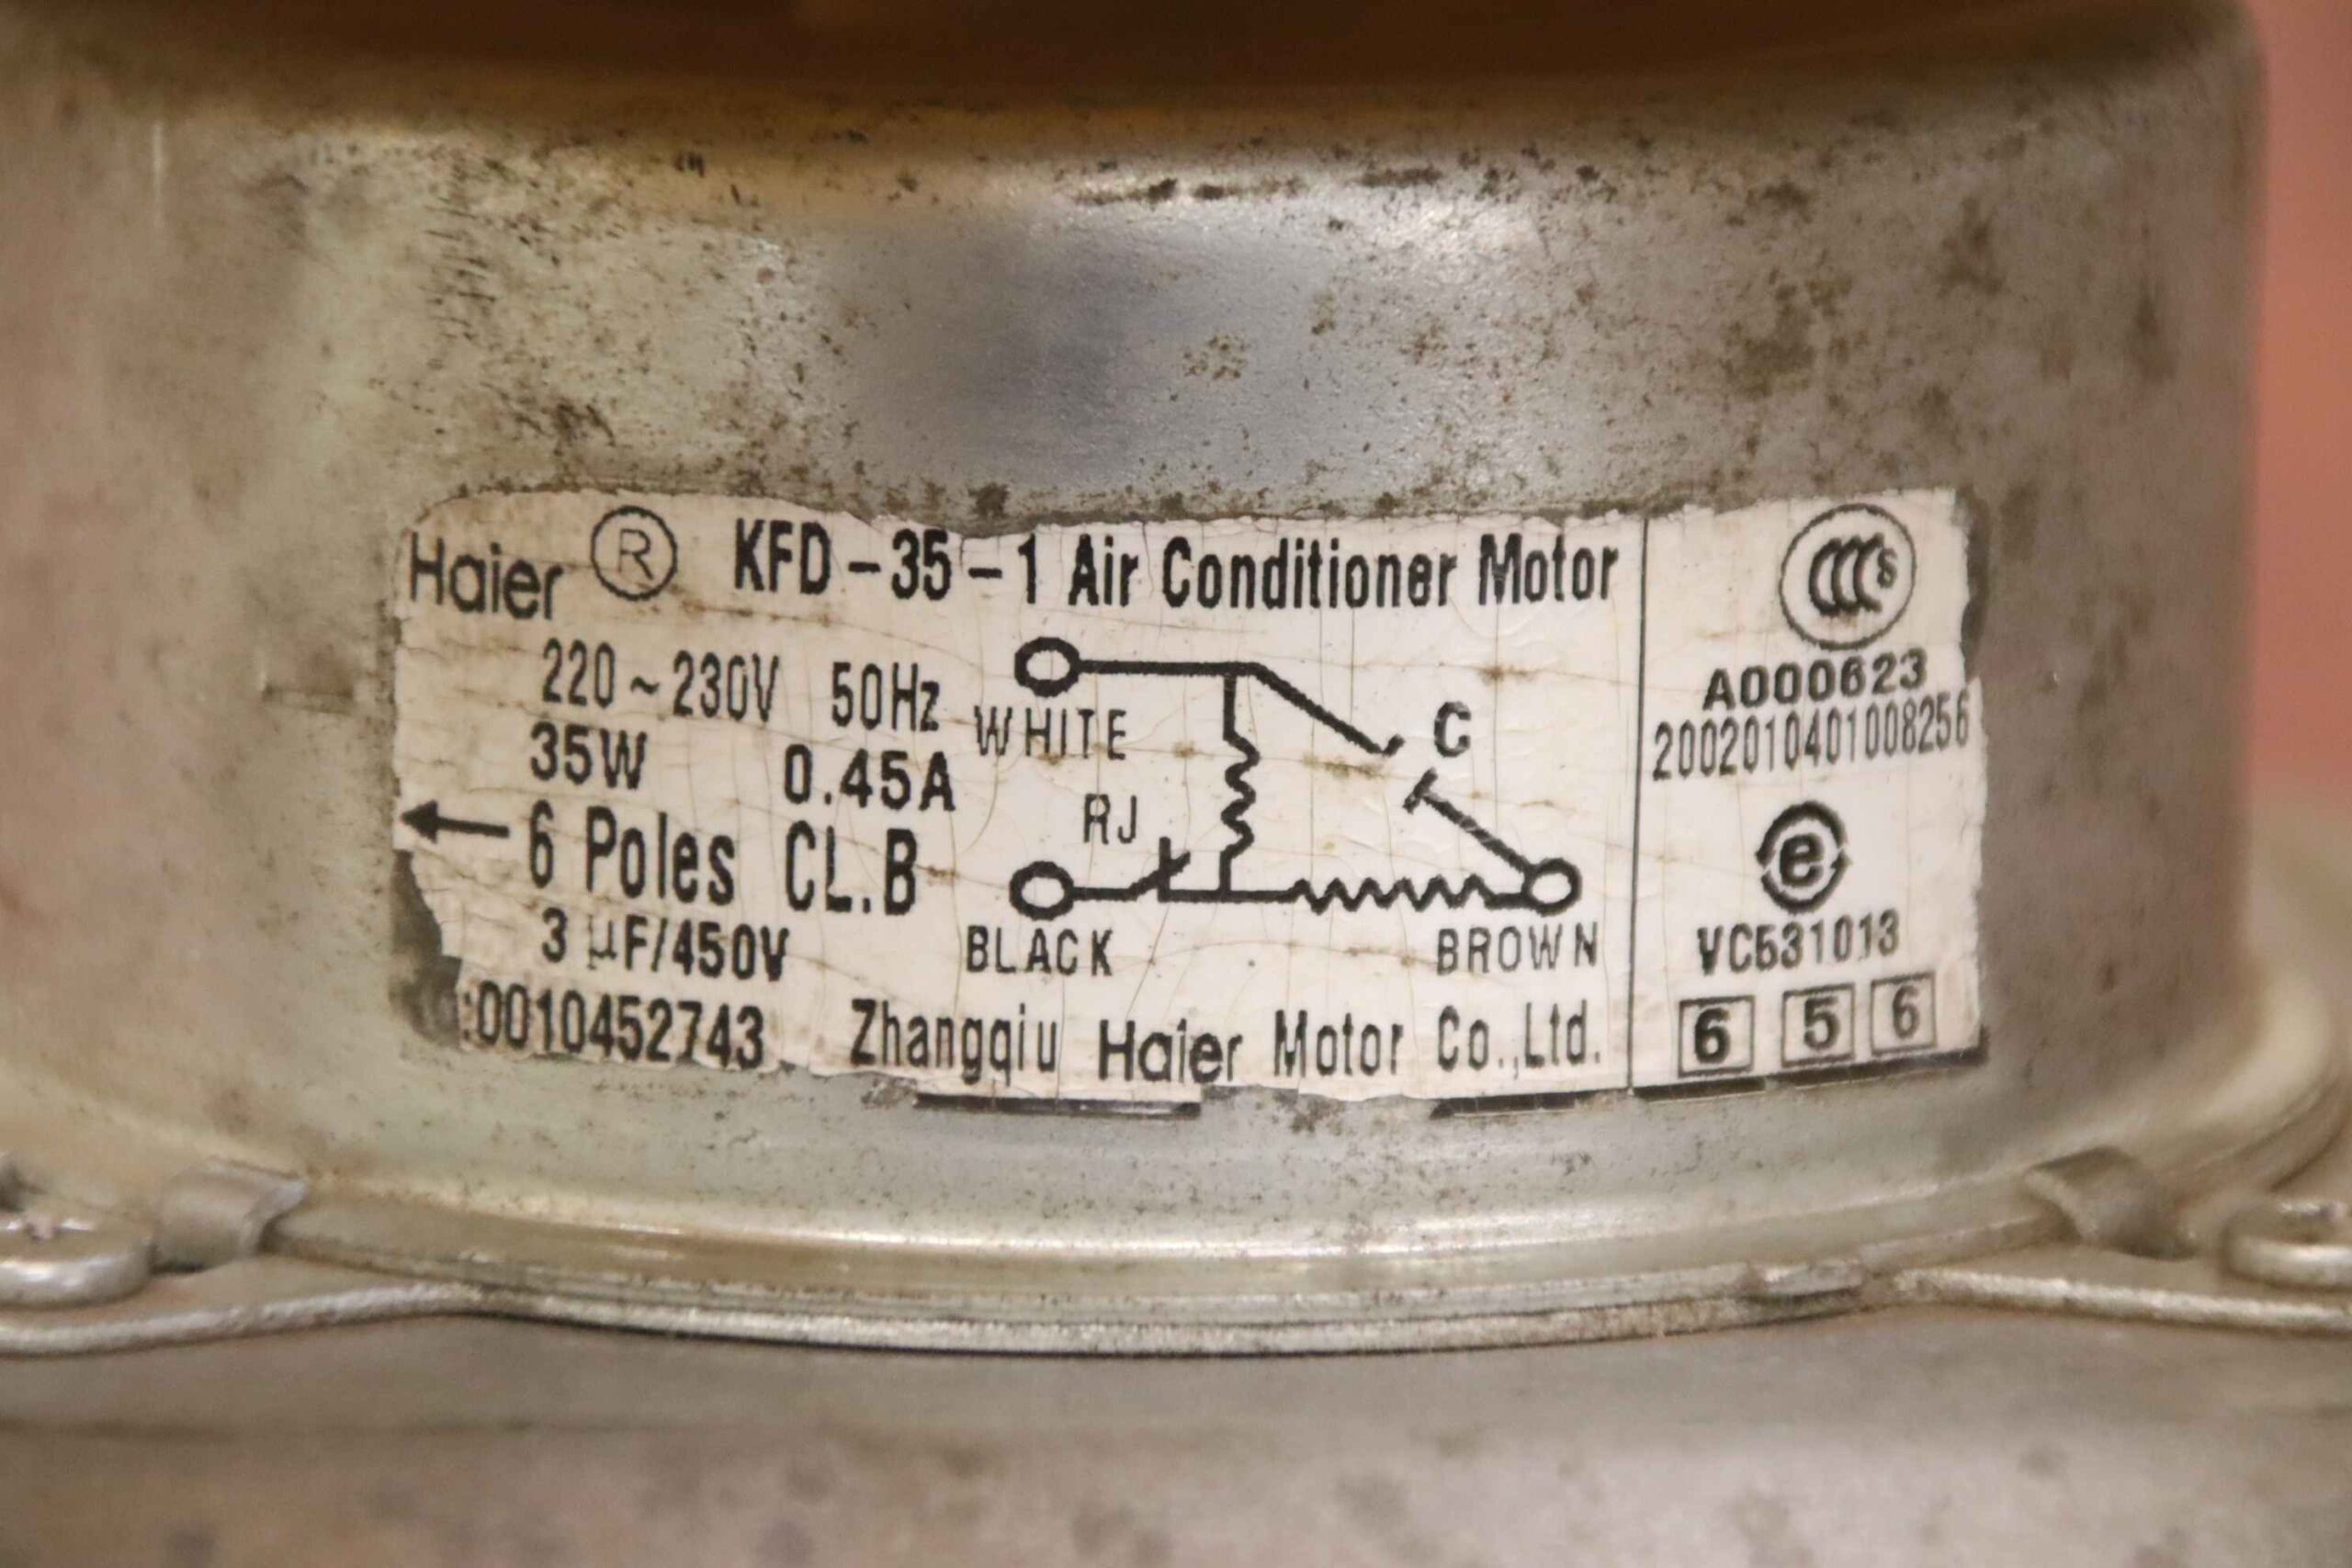 Haier ® KFD-35-1 Air Conditioner Motor
220~230V 50Hz
35W 0.45A
6 Poles CL.B
3 μF/450V
WHITE
C
RJ
BLACK
BROWN
:0010452743 Zhangqiu Haier Motor Co.,Ltd.
CCC S
A000623
2002010401008256
e
VC531013
6 5 6